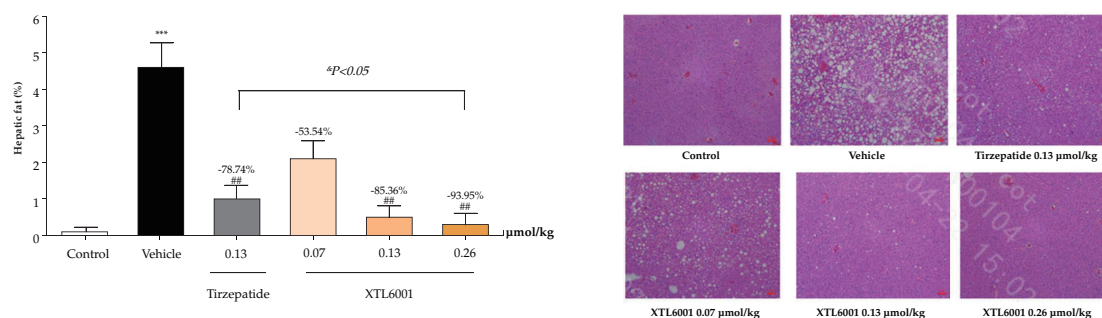 6
5
4
3
2
1
0
Hepatic fat (%)
***
&P<0.05
-78.74%
##
-53.54%
-85.36%
##
-93.95%
##
μmol/kg
Control Vehicle 0.13 0.07 0.13 0.26
Tirzepatide XTL6001
Control Vehicle Tirzepatide 0.13 μmol/kg
XTL6001 0.07 μmol/kg XTL6001 0.13 μmol/kg XTL6001 0.26 μmol/kg